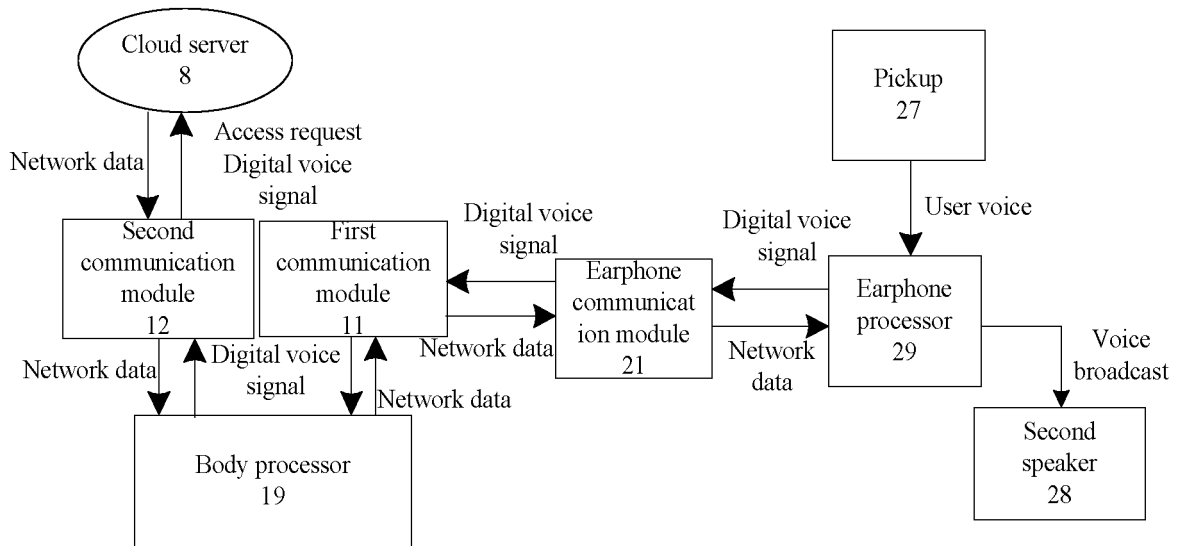 Cloud server
8
Pickup
27
Access request
Digital voice
signal
Network data
User voice
Second
communication
module
12
First
communication
module
11
Digital voice
signal
Digital voice
signal
Earphone
communicat
ion module
21
Earphone
processor
29
Network data
Digital voice
signal
Network data
Network
data
Voice
broadcast
Network data
Body processor
19
Second
speaker
28